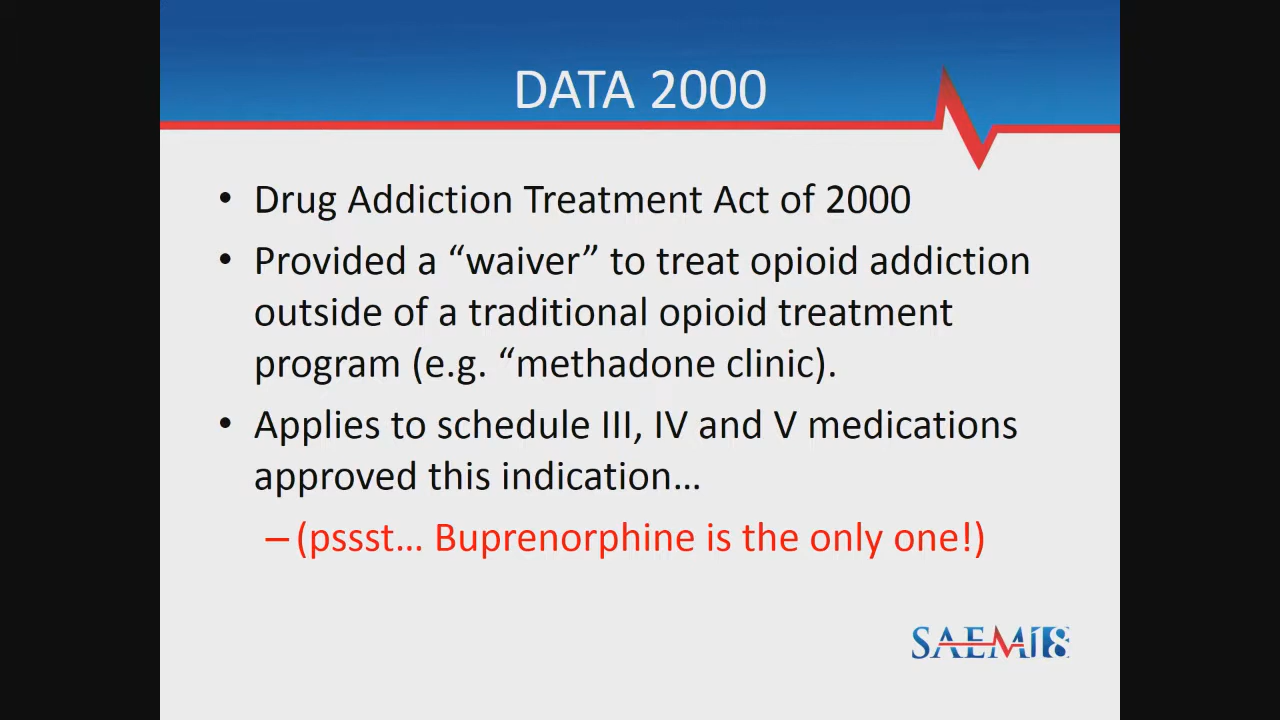 DATA 2000
• Drug Addiction Treatment Act of 2000
• Provided a “waiver” to treat opioid addiction
outside of a traditional opioid treatment
program (e.g. “methadone clinic).
• Applies to schedule III, IV and V medications
approved this indication…
– (pssst… Buprenorphine is the only one!)
SAEM18